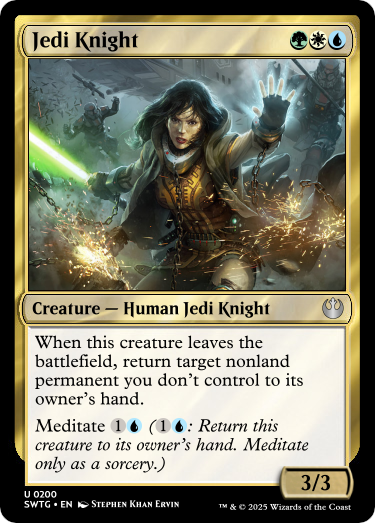 Jedi Knight
Creature — Human Jedi Knight
When this creature leaves the
battlefield, return target nonland
permanent you don't control to its
owner's hand.
Meditate 1 (1: Return this
creature to its owner's hand. Meditate
only as a sorcery.)
3/3
U 0200
SWTG • EN Stephen Khan Ervin
™ & © 2025 Wizards of the Coast